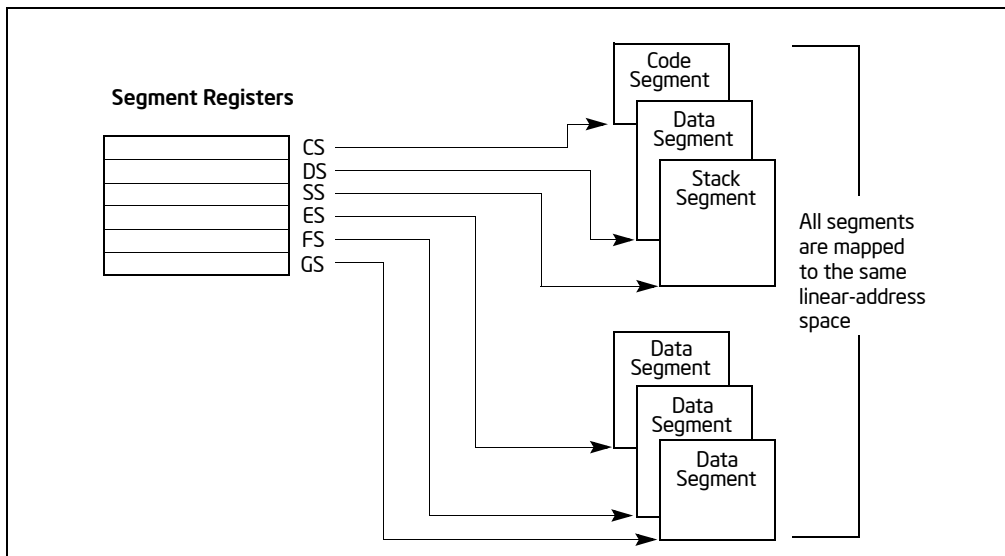 Segment Registers
CS
DS
SS
ES
FS
GS
Code
Segment
Data
Segment
Stack
Segment
Data
Segment
Data
Segment
Data
Segment
All segments
are mapped
to the same
linear-address
space